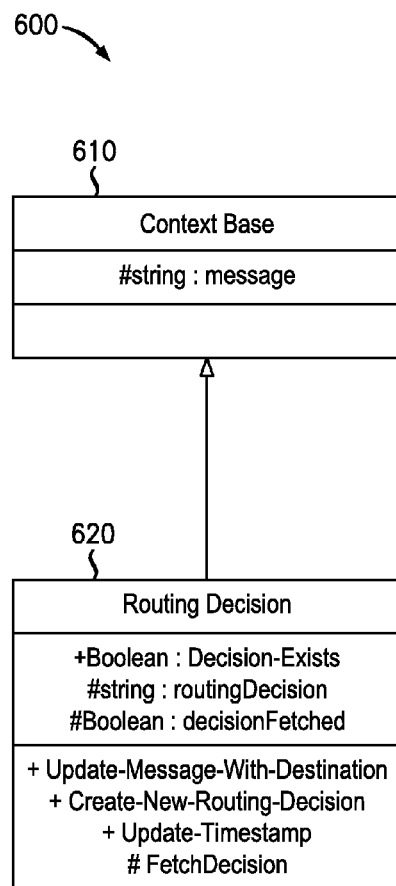 600
610
Context Base
#string : message
620
Routing Decision
+Boolean : Decision-Exists
#string : routingDecision
#Boolean : decisionFetched
+ Update-Message-With-Destination
+ Create-New-Routing-Decision
+ Update-Timestamp
# FetchDecision